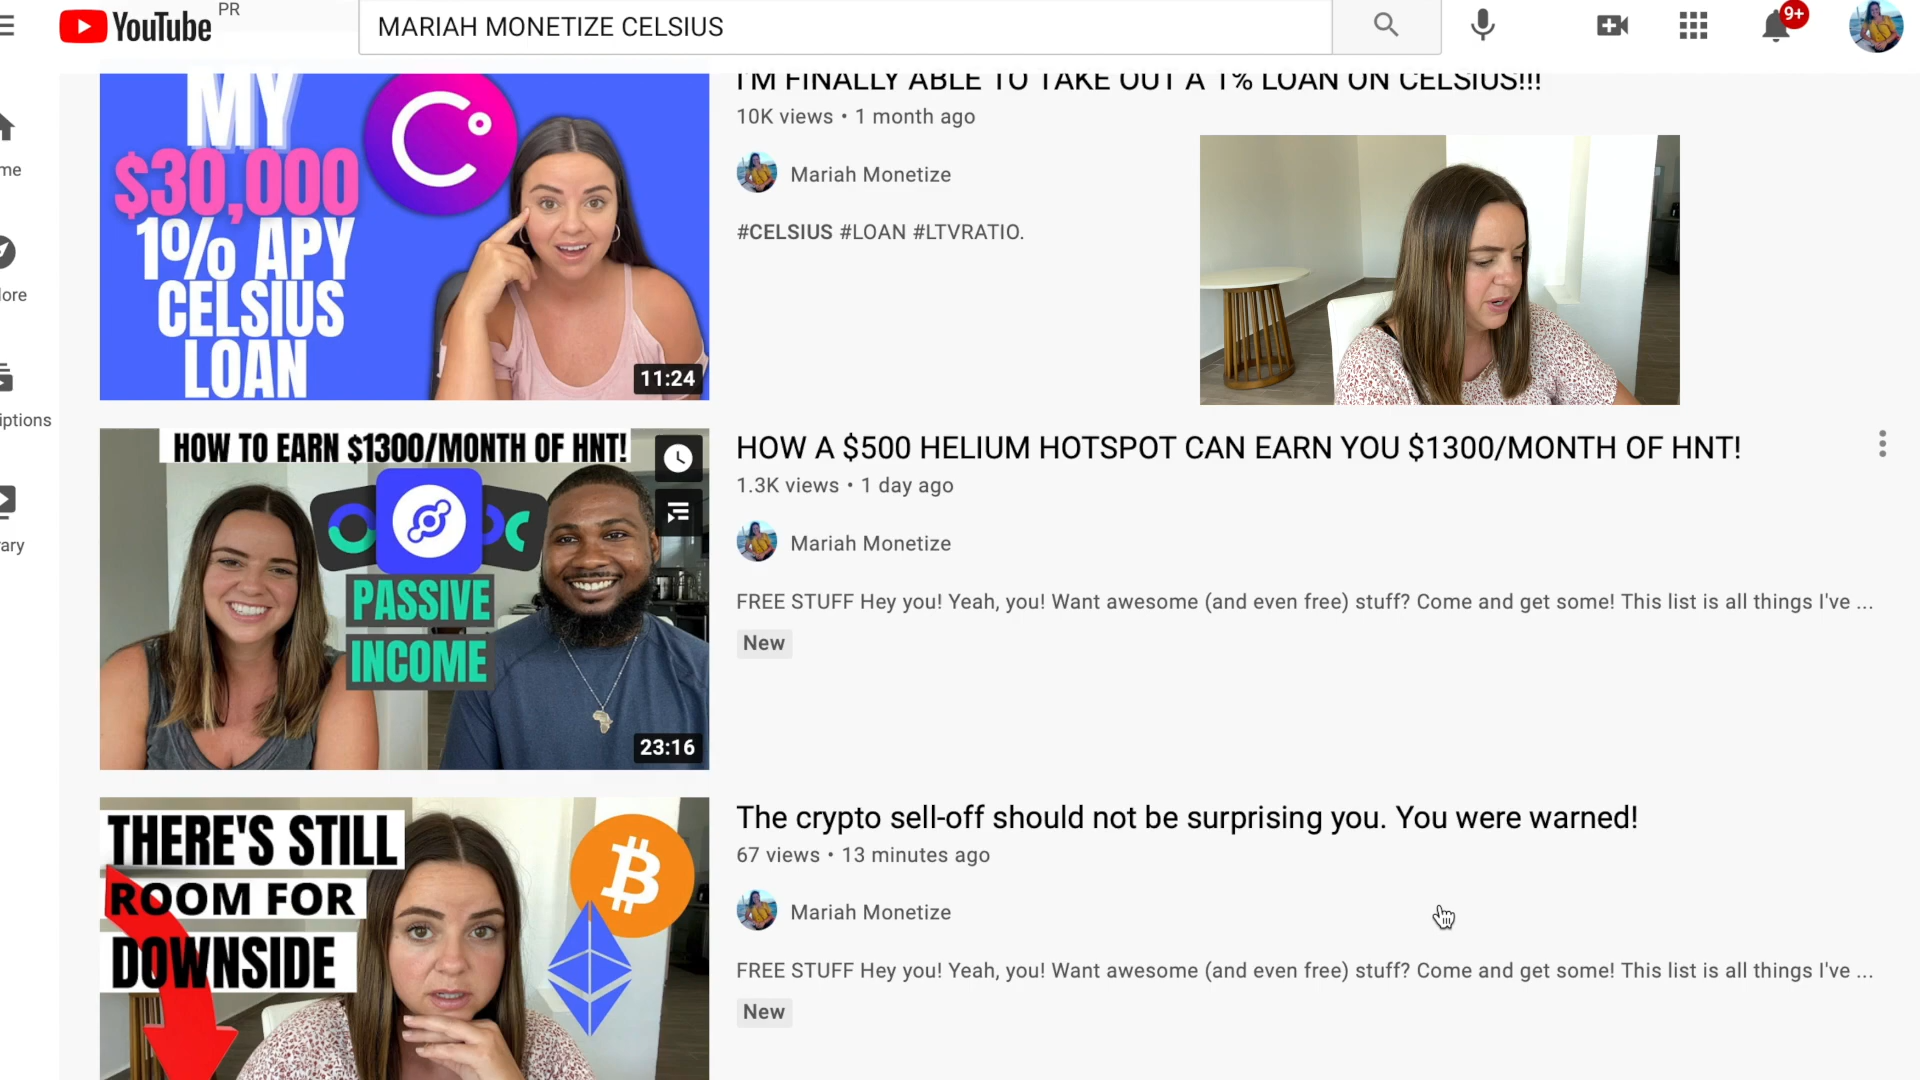 YouTube PR
MARIAH MONETIZE CELSIUS
9+
me
lore
iptions
ary
MY
$30,000
1% APY
CELSIUS
LOAN
11:24
I'M FINALLY ABLE TO TAKE OUT A 1% LOAN ON CELSIUS!!!
10K views • 1 month ago
Mariah Monetize
#CELSIUS #LOAN #LTVRATIO.
HOW TO EARN $1300/MONTH OF HNT!
PASSIVE
INCOME
23:16
HOW A $500 HELIUM HOTSPOT CAN EARN YOU $1300/MONTH OF HNT!
1.3K views • 1 day ago
Mariah Monetize
FREE STUFF Hey you! Yeah, you! Want awesome (and even free) stuff? Come and get some! This list is all things I've ...
New
THERE'S STILL
ROOM FOR
DOWNSIDE
The crypto sell-off should not be surprising you. You were warned!
67 views • 13 minutes ago
Mariah Monetize
FREE STUFF Hey you! Yeah, you! Want awesome (and even free) stuff? Come and get some! This list is all things I've ...
New